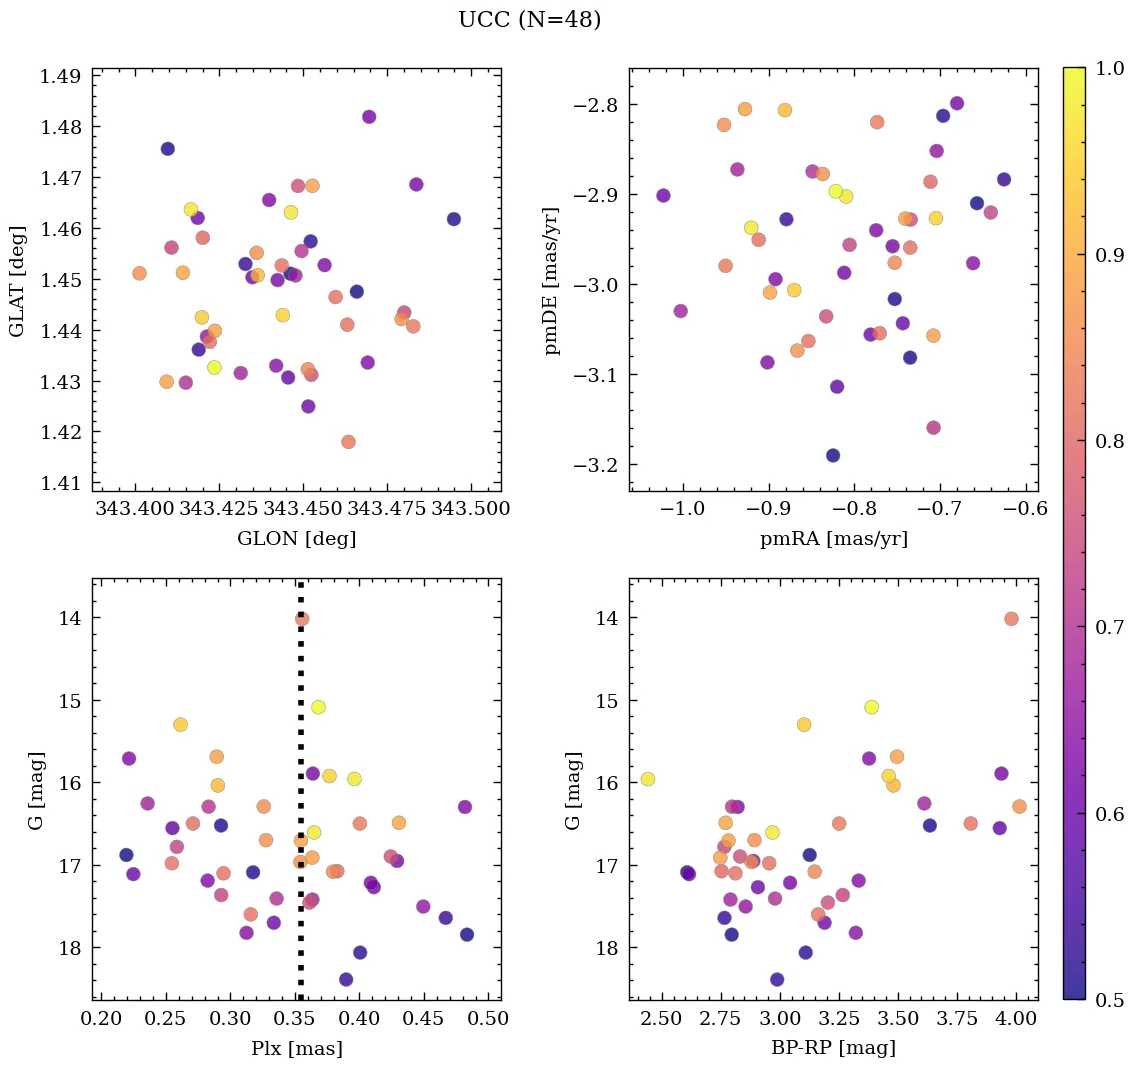 UCC (N=48)
1.49
1.48
1.47
1.46
1.45
1.44
1.43
1.42
1.41
GLAT [deg]
343.400 343.425 343.450 343.475 343.500
GLON [deg]
−2.8
−2.9
−3.0
−3.1
−3.2
pmDE [mas/yr]
−1.0 −0.9 −0.8 −0.7 −0.6
pmRA [mas/yr]
14
15
16
17
18
G [mag]
0.20 0.25 0.30 0.35 0.40 0.45 0.50
Plx [mas]
14
15
16
17
18
G [mag]
2.50 2.75 3.00 3.25 3.50 3.75 4.00
BP-RP [mag]
1.0
0.9
0.8
0.7
0.6
0.5